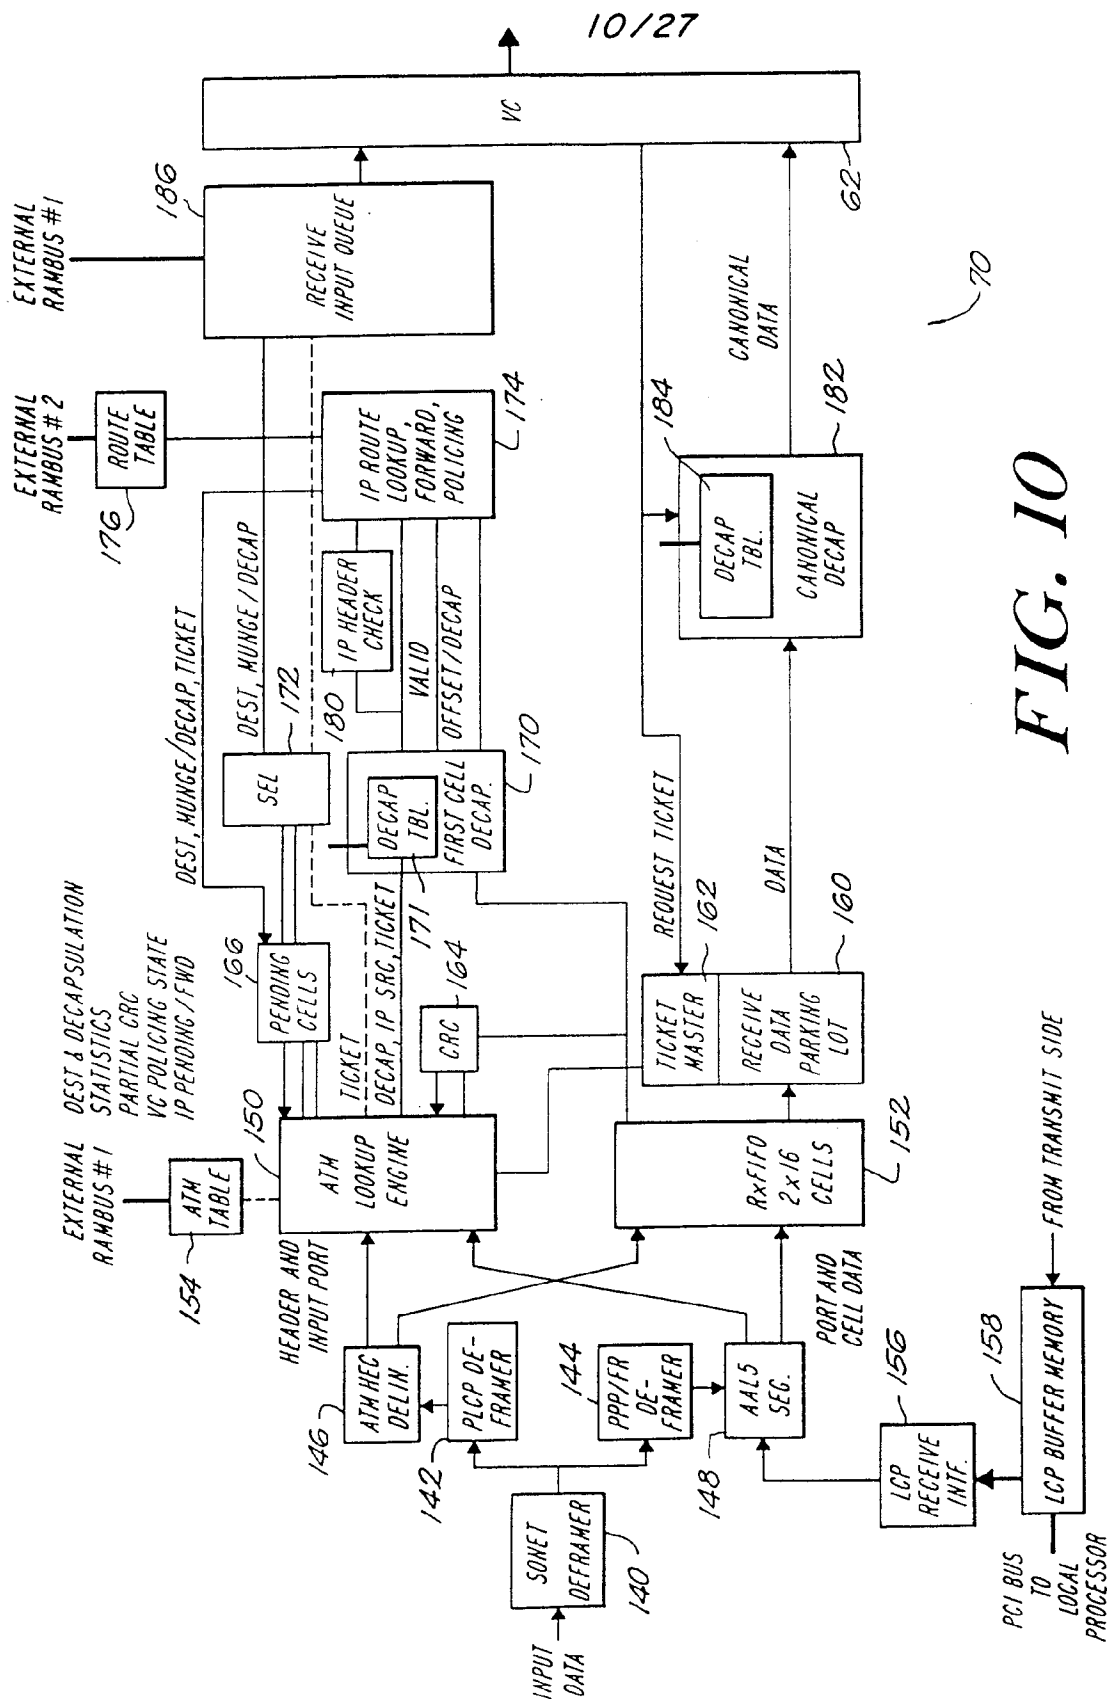 10/27
EXTERNAL
RAMBUS #1
DEST & DECAPSULATION
STATISTICS
PARTIAL CRC
VC POLICING STATE
IP PENDING/FWD
EXTERNAL
RAMBUS #2
EXTERNAL
RAMBUS #1
154
ATM
TABLE
176
ROUTE
TABLE
186
RECEIVE
INPUT QUEUE
VC
62
DEST, MUNGE/DECAP, TICKET
DEST, MUNGE/DECAP
166
PENDING
CELLS
SEL
172
150
ATM
LOOKUP
ENGINE
HEADER AND
INPUT PORT
TICKET
DECAP, IP SRC, TICKET
CRC
164
171
DECAP
TBL.
FIRST CELL
DECAP.
170
180
IP HEADER
CHECK
VALID
OFFSET/DECAP
IP ROUTE
LOOKUP,
FORWARD,
POLICING
174
INPUT
DATA
SONET
DEFRAMER
140
146
ATM HEC
DELIN.
142
PLCP DE-
FRAMER
144
PPP/FR
DE-
FRAMER
148
AAL5
SEG.
PORT AND
CELL DATA
RxFIFO
2x16
CELLS
152
TICKET
MASTER
162
RECEIVE
DATA
PARKING
LOT
160
REQUEST TICKET
DATA
184
DECAP
TBL.
CANONICAL
DECAP
182
CANONICAL
DATA
70
LCP
RECEIVE
INTF.
156
LCP BUFFER MEMORY
158
FROM TRANSMIT SIDE
PCI BUS
TO
LOCAL
PROCESSOR
FIG. 10